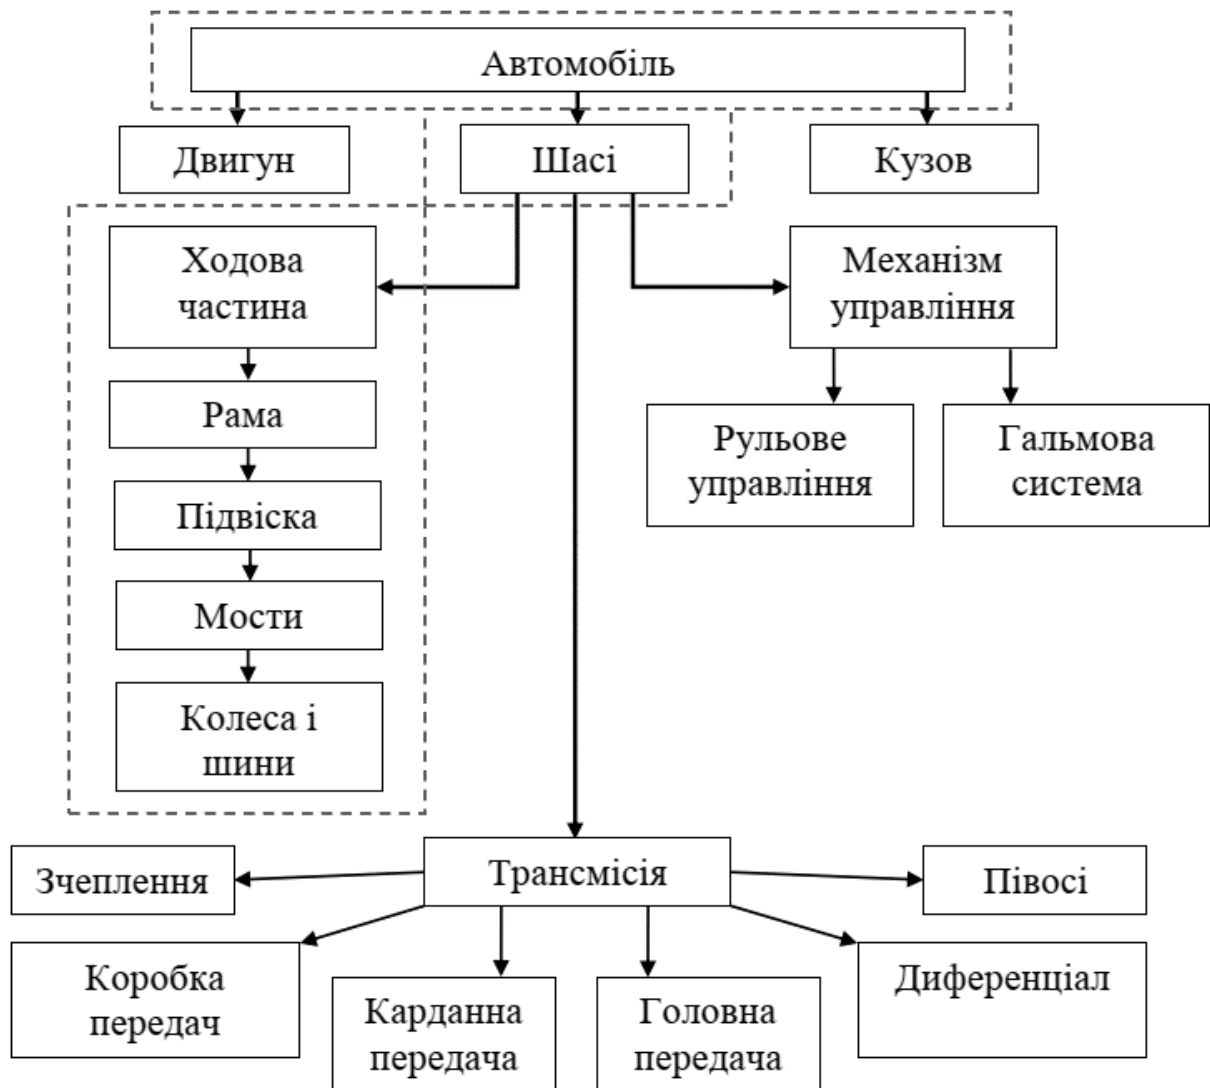 Автомобіль
Двигун
Шасі
Кузов
Ходова
частина
Механізм
управління
Рама
Рульове
управління
Гальмова
система
Підвіска
Мости
Колеса і
шини
Трансмісія
Зчеплення
Півосі
Коробка
передач
Карданна
передача
Головна
передача
Диференціал